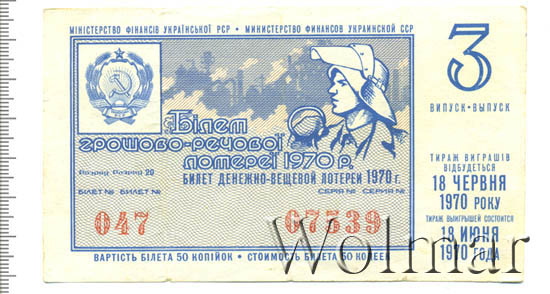 МІНІСТЕРСТВО ФІНАНСІВ УКРАЇНСЬКОЇ РСР • МИНИСТЕРСТВО ФИНАНСОВ УКРАИНСКОЙ ССР
3
ВИПУСК • ВЫПУСК
Білет
грошово-речової
лотереї 1970 р.
Розряд Разряд 20
БИЛЕТ ДЕНЕЖНО-ВЕЩЕВОЙ ЛОТЕРЕИ 1970 г.
БІЛЕТ № БИЛЕТ №
СЕРІЯ № СЕРИЯ №
047
67539
ТИРАЖ ВИГРАШІВ
ВІДБУДЕТЬСЯ
18 ЧЕРВНЯ
1970 РОКУ
ТИРАЖ ВЫИГРЫШЕЙ СОСТОИТСЯ
18 ИЮНЯ
1970 ГОДА
ВАРТІСТЬ БІЛЕТА 50 КОПІЙОК • СТОИМОСТЬ БИЛЕТА 50 КОПЕЕК
Wolmar